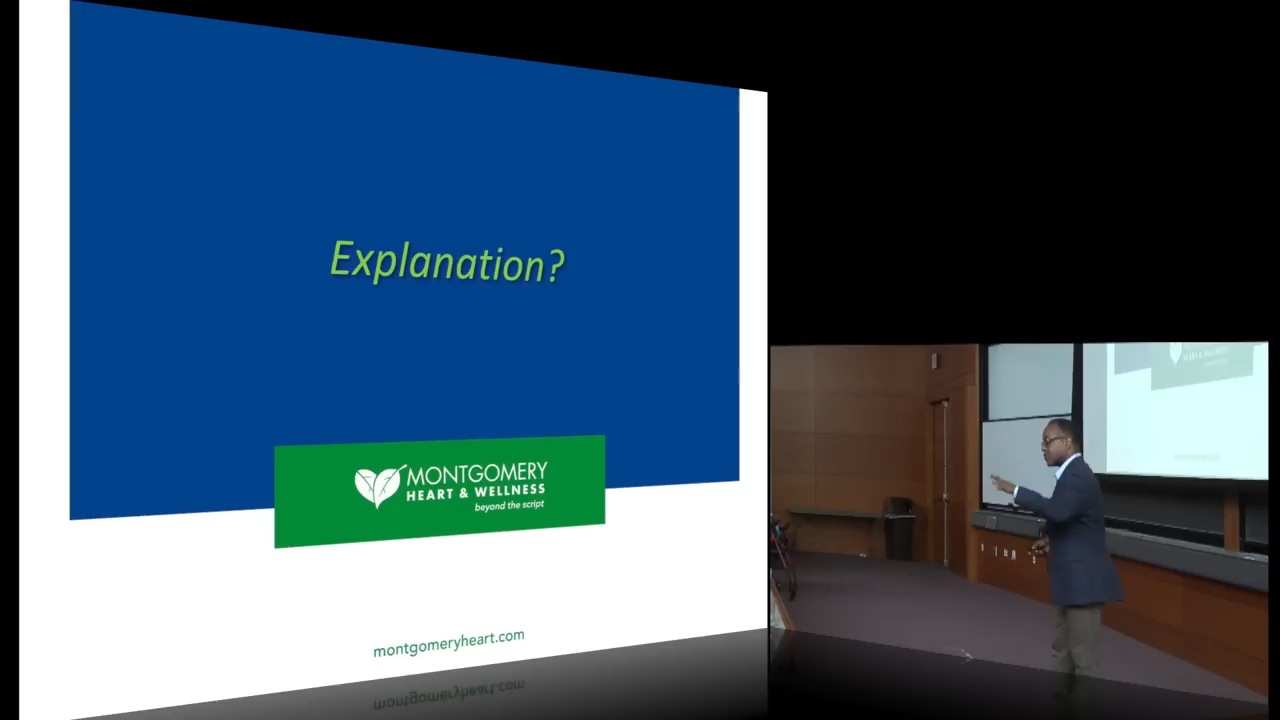 Explanation?
MONTGOMERY
HEART & WELLNESS
beyond the script
montgomeryheart.com